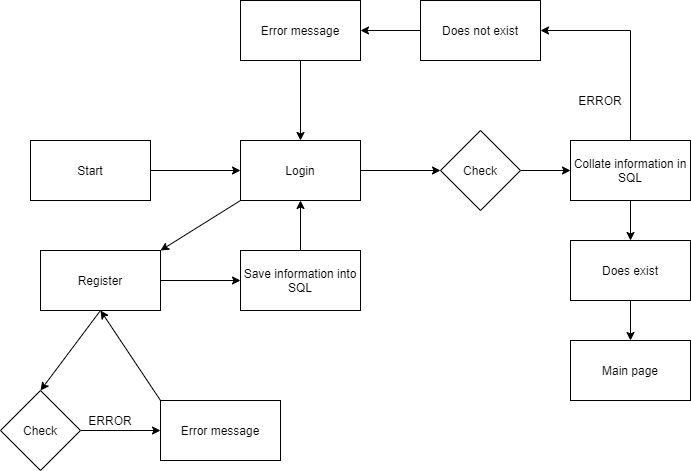 Error message
Does not exist
ERROR
Start
Login
Check
Collate information in
SQL
Register
Save information into
SQL
Does exist
Main page
Check
ERROR
Error message